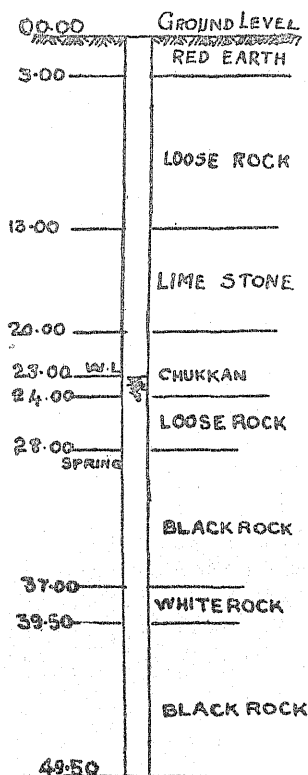 00.00 GROUND LEVEL
RED EARTH
3.00
LOOSE ROCK
13.00
LIME STONE
20.00
23.00 W.L CHUKKAN
24.00
LOOSE ROCK
28.00
SPRING
BLACK ROCK
37.00
WHITE ROCK
39.50
BLACK ROCK
49.50